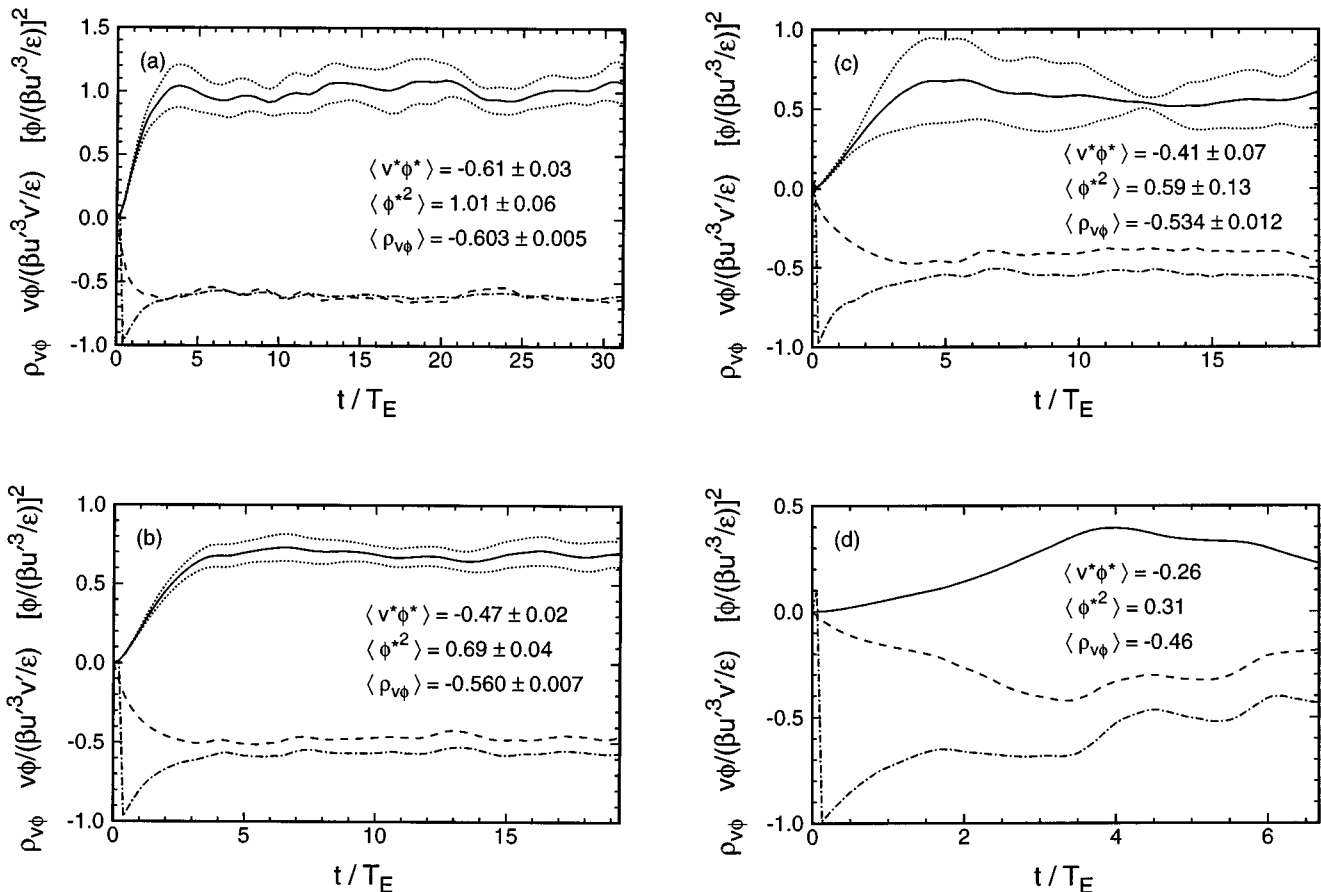 (a)
[ϕ/(βu′³/ε)]²
vϕ/(βu′³v′/ε)
ρvϕ
1.5
1.0
0.5
0.0
-0.5
-1.0
⟨ v*ϕ* ⟩ = -0.61 ± 0.03
⟨ ϕ*² ⟩ = 1.01 ± 0.06
⟨ ρvϕ ⟩ = -0.603 ± 0.005
0 5 10 15 20 25 30
t / T_E
(c)
[ϕ/(βu′³/ε)]²
vϕ/(βu′³v′/ε)
ρvϕ
1.0
0.5
0.0
-0.5
-1.0
⟨ v*ϕ* ⟩ = -0.41 ± 0.07
⟨ ϕ*² ⟩ = 0.59 ± 0.13
⟨ ρvϕ ⟩ = -0.534 ± 0.012
0 5 10 15
t / T_E
(b)
[ϕ/(βu′³/ε)]²
vϕ/(βu′³v′/ε)
ρvϕ
1.0
0.5
0.0
-0.5
-1.0
⟨ v*ϕ* ⟩ = -0.47 ± 0.02
⟨ ϕ*² ⟩ = 0.69 ± 0.04
⟨ ρvϕ ⟩ = -0.560 ± 0.007
0 5 10 15
t / T_E
(d)
[ϕ/(βu′³/ε)]²
vϕ/(βu′³v′/ε)
ρvϕ
0.5
0.0
-0.5
-1.0
⟨ v*ϕ* ⟩ = -0.26
⟨ ϕ*² ⟩ = 0.31
⟨ ρvϕ ⟩ = -0.46
0 2 4 6
t / T_E